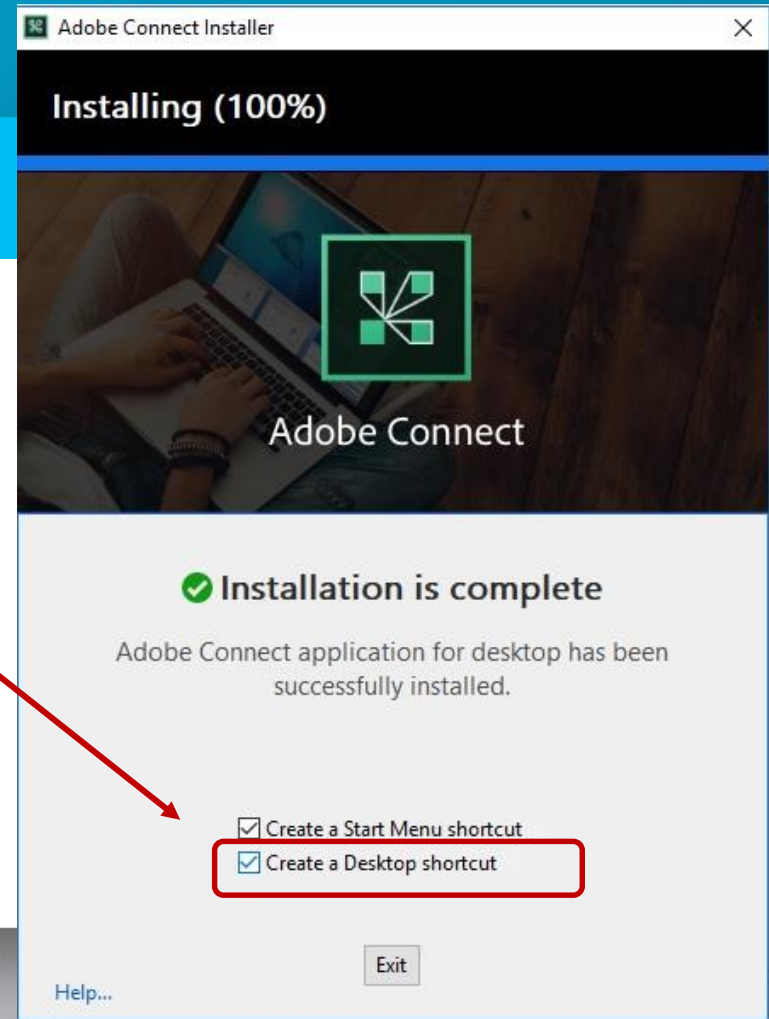 Adobe Connect Installer
Installing (100%)
Adobe Connect
Installation is complete
Adobe Connect application for desktop has been
successfully installed.
Create a Start Menu shortcut
Create a Desktop shortcut
Exit
Help...